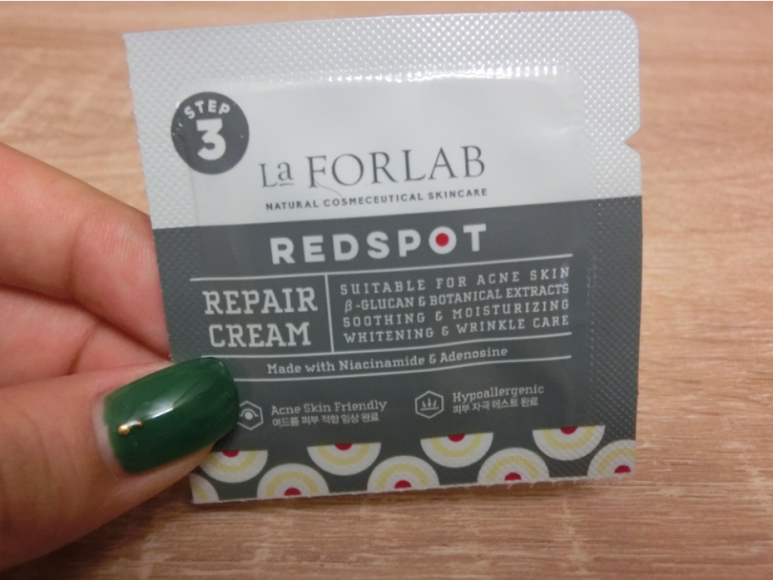 STEP
3
La FORLAB
NATURAL COSMECEUTICAL SKINCARE
REDSPOT
REPAIR
CREAM
SUITABLE FOR ACNE SKIN
β-GLUCAN & BOTANICAL EXTRACTS
SOOTHING & MOISTURIZING
WHITENING & WRINKLE CARE
Made with Niacinamide & Adenosine
Acne Skin Friendly
여드름 피부 적합 임상 완료
Hypoallergenic
피부 자극 테스트 완료